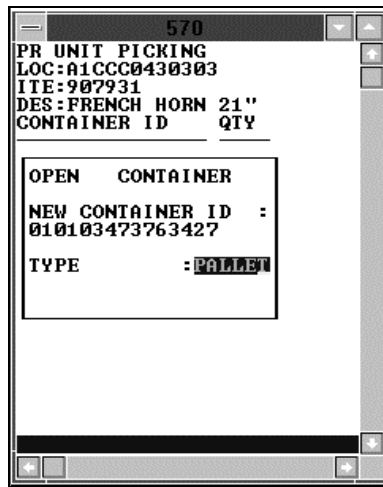 570
PR UNIT PICKING
LOC:A1CCC0430303
ITE:907931
DES:FRENCH HORN 21"
CONTAINER ID QTY
OPEN CONTAINER
NEW CONTAINER ID :
010103473763427
TYPE :PALLET